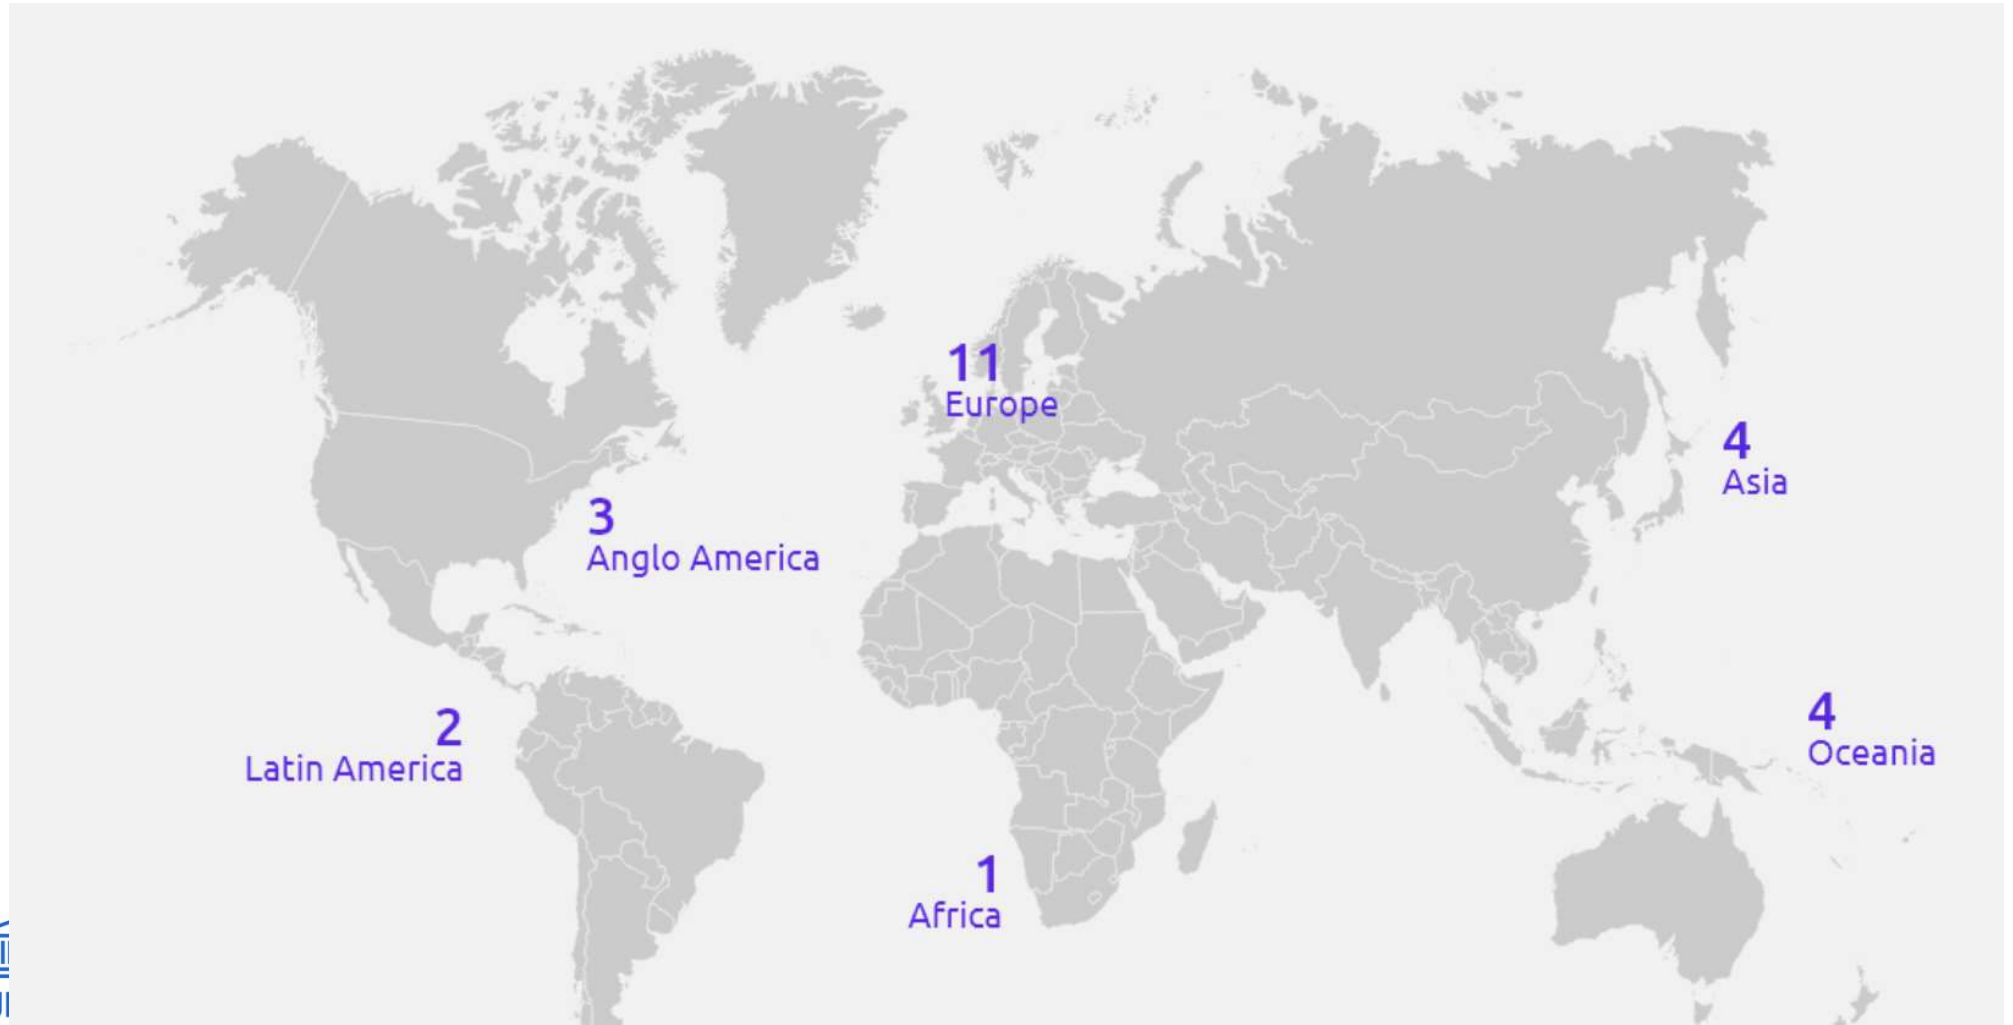 11
Europe
4
Asia
3
Anglo America
2
Latin America
4
Oceania
1
Africa